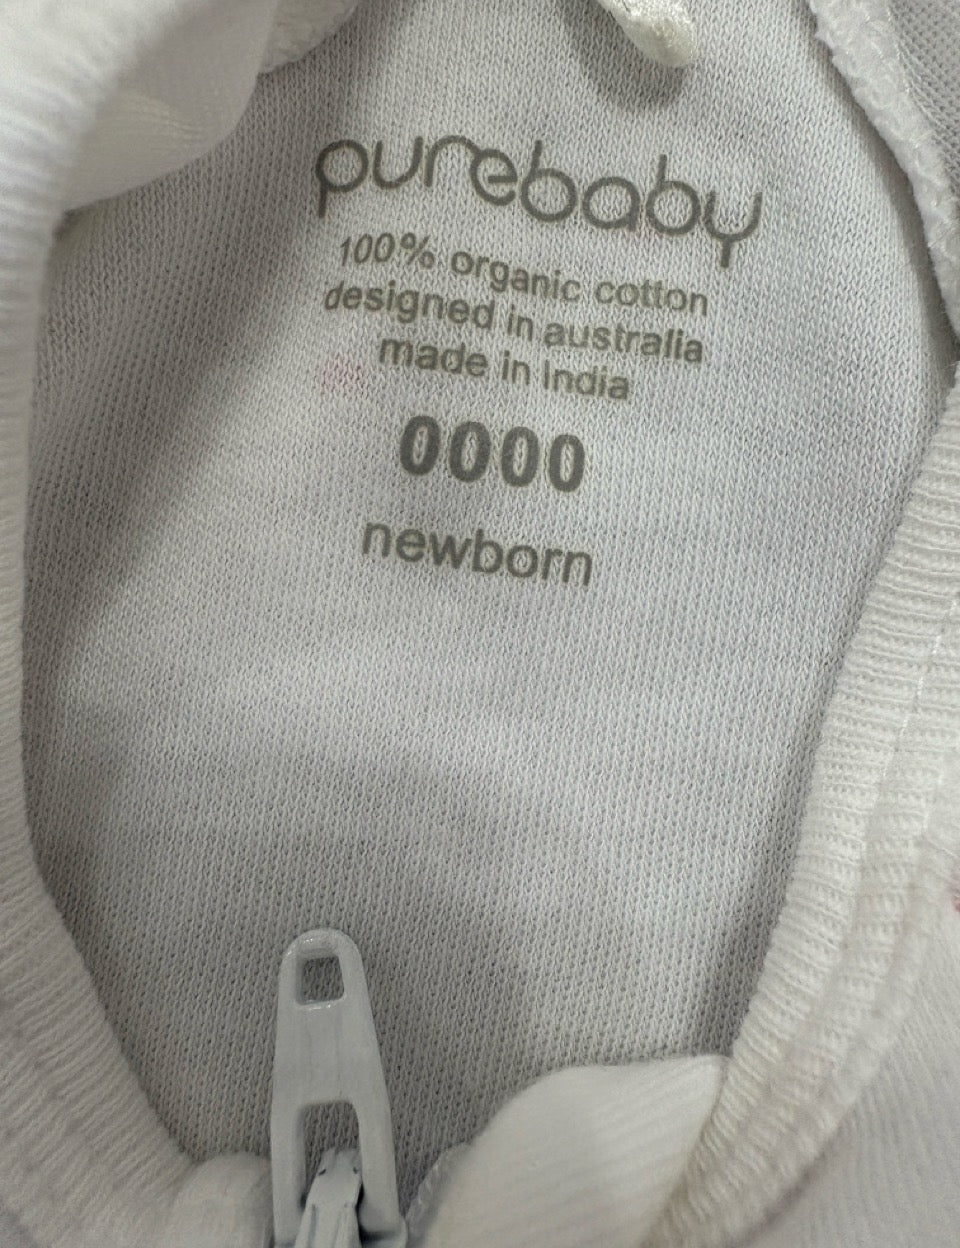 purebaby
100% organic cotton
designed in australia
made in India
0000
newborn